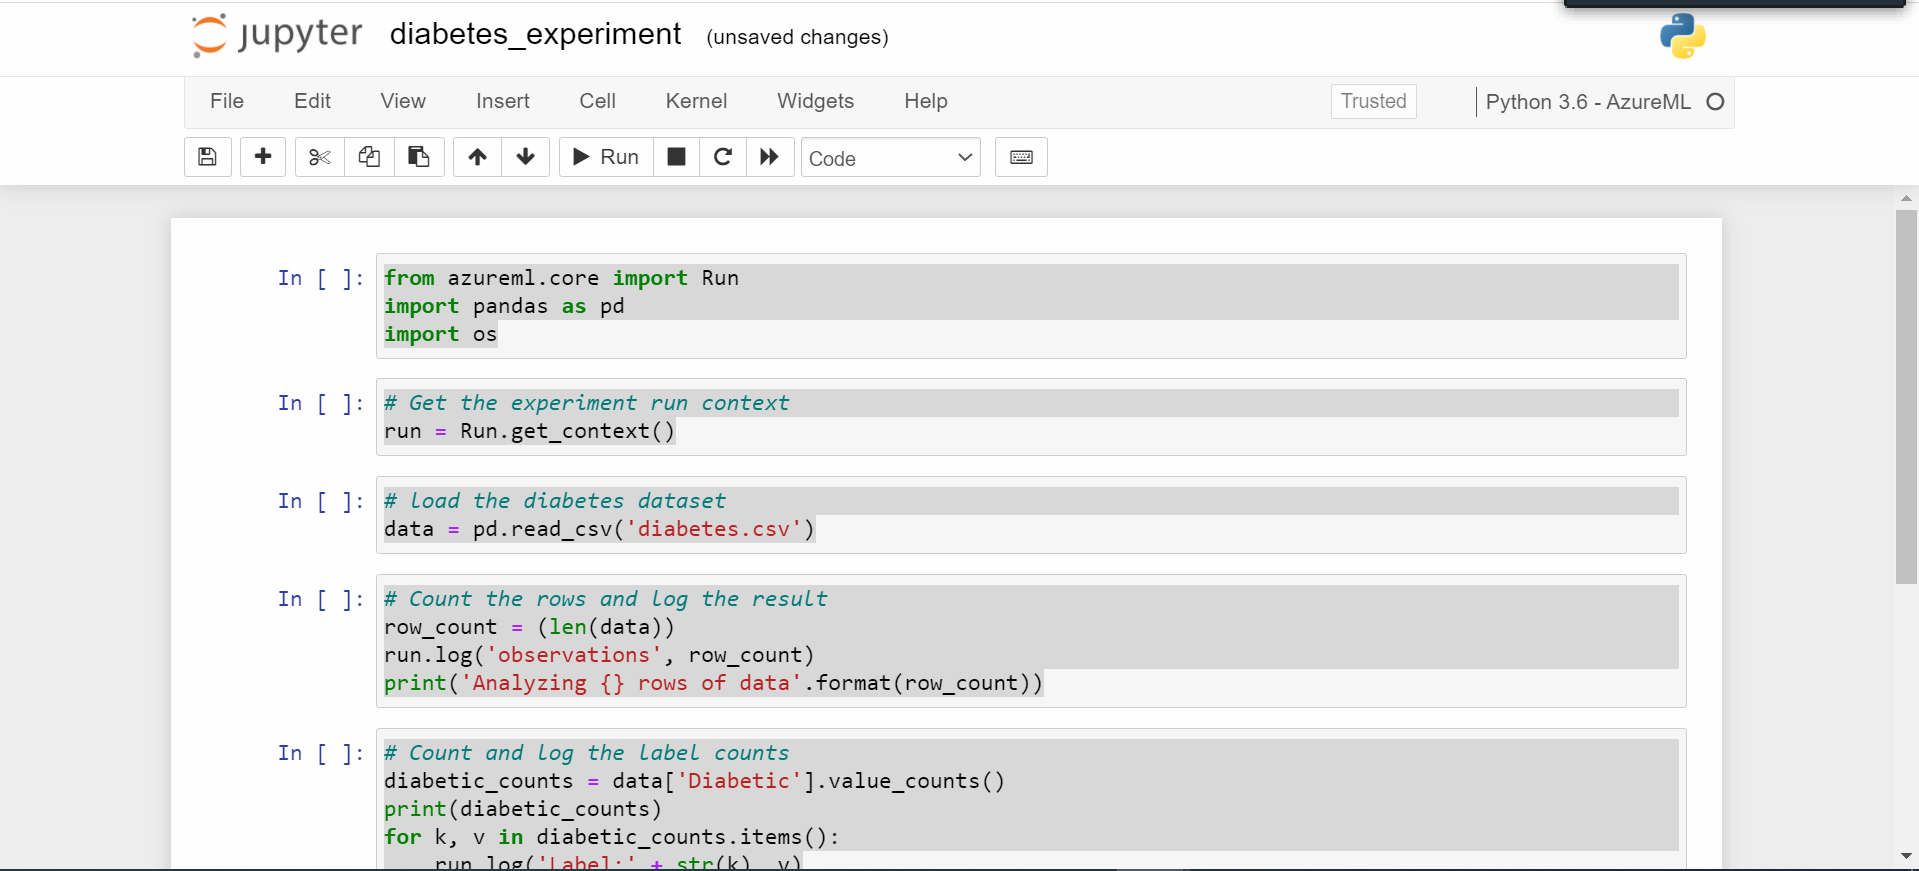 jupyter diabetes_experiment (unsaved changes)
File Edit View Insert Cell Kernel Widgets Help Trusted Python 3.6 - AzureML
Run Code
In [ ]: from azureml.core import Run
import pandas as pd
import os
In [ ]: # Get the experiment run context
run = Run.get_context()
In [ ]: # load the diabetes dataset
data = pd.read_csv('diabetes.csv')
In [ ]: # Count the rows and log the result
row_count = (len(data))
run.log('observations', row_count)
print('Analyzing {} rows of data'.format(row_count))
In [ ]: # Count and log the label counts
diabetic_counts = data['Diabetic'].value_counts()
print(diabetic_counts)
for k, v in diabetic_counts.items():
run.log('Label:' + str(k), v)